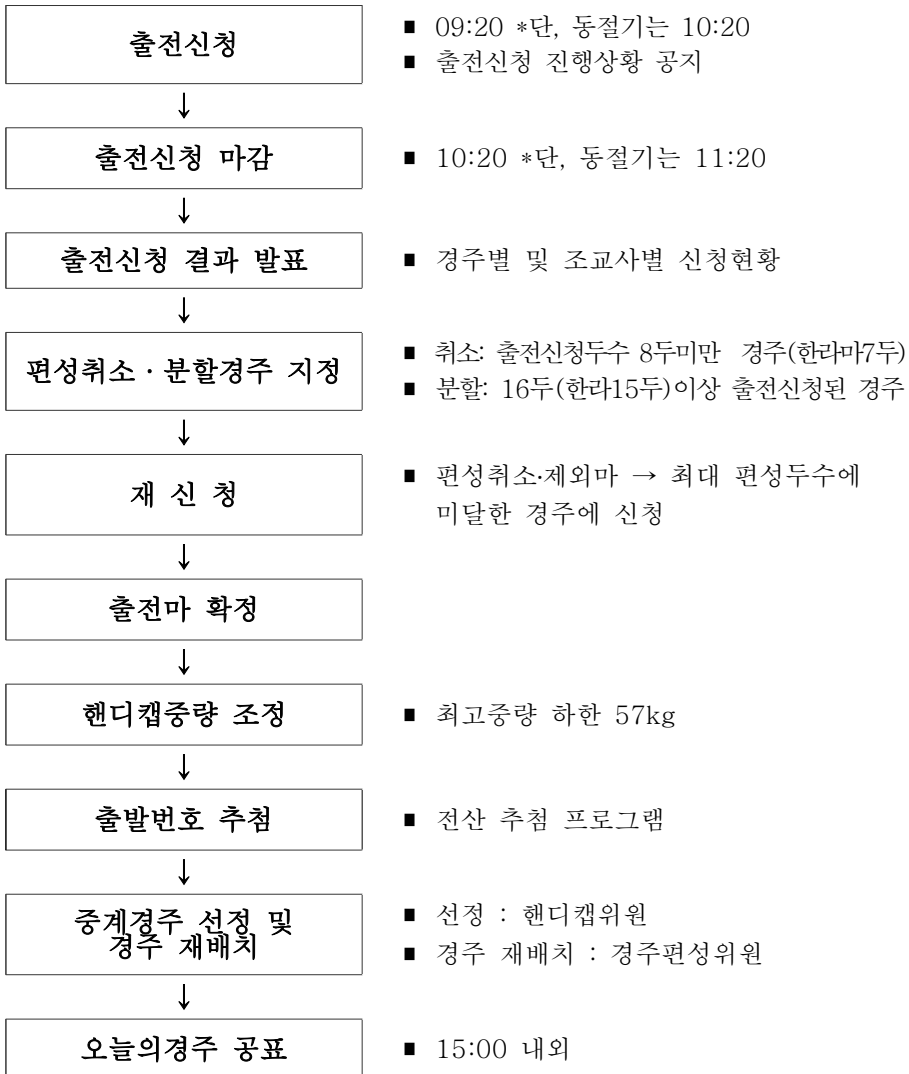 출전신청
■ 09:20 *단, 동절기는 10:20
■ 출전신청 진행상황 공지
↓
출전신청 마감
■ 10:20 *단, 동절기는 11:20
↓
출전신청 결과 발표
■ 경주별 및 조교사별 신청현황
↓
편성취소·분할경주 지정
■ 취소: 출전신청두수 8두미만 경주(한라마7두)
■ 분할: 16두(한라15두)이상 출전신청된 경주
↓
재 신 청
■ 편성취소·제외마 → 최대 편성두수에
미달한 경주에 신청
↓
출전마 확정
↓
핸디캡중량 조정
■ 최고중량 하한 57kg
↓
출발번호 추첨
■ 전산 추첨 프로그램
↓
중계경주 선정 및
경주 재배치
■ 선정 : 핸디캡위원
■ 경주 재배치 : 경주편성위원
↓
오늘의경주 공표
■ 15:00 내외